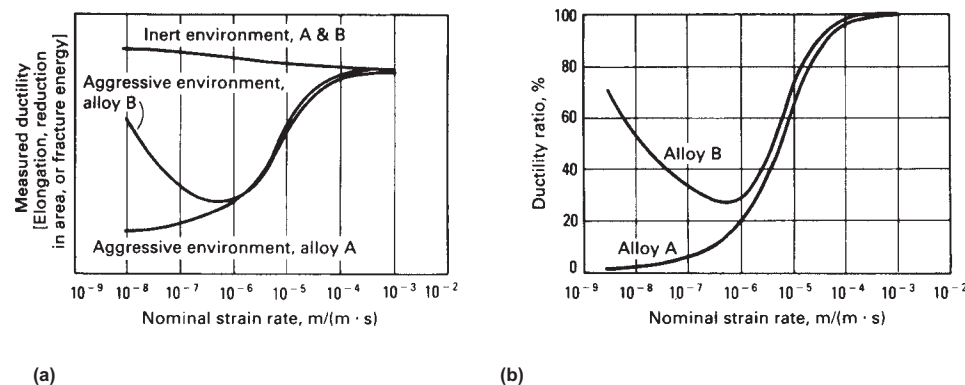 Measured ductility
[Elongation, reduction
in area, or fracture energy]
Inert environment, A & B
Aggressive environment,
alloy B
Aggressive environment, alloy A
10⁻⁹ 10⁻⁸ 10⁻⁷ 10⁻⁶ 10⁻⁵ 10⁻⁴ 10⁻³ 10⁻²
Nominal strain rate, m/(m · s)
(a)
Ductility ratio, %
100
80
60
40
20
0
Alloy B
Alloy A
10⁻⁹ 10⁻⁸ 10⁻⁷ 10⁻⁶ 10⁻⁵ 10⁻⁴ 10⁻³ 10⁻²
Nominal strain rate, m/(m · s)
(b)